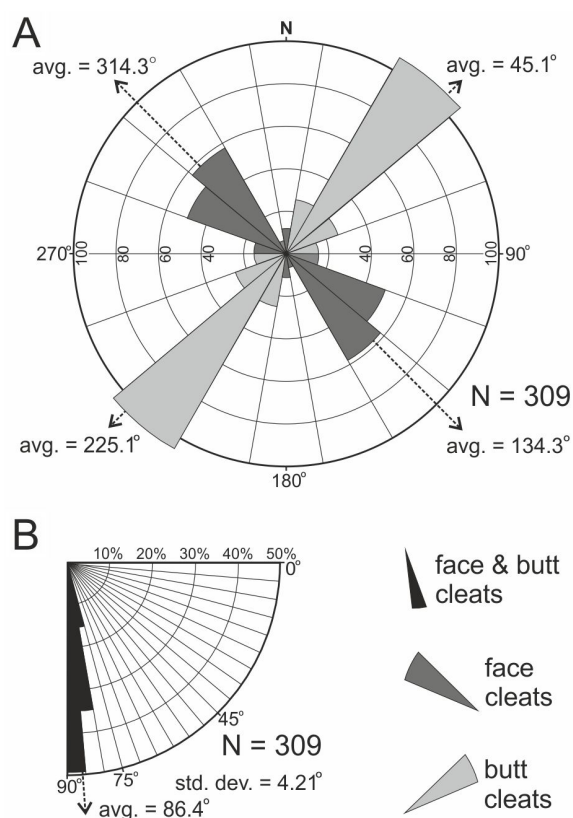 A
N
avg. = 314.3°
avg. = 45.1°
270°
100
80
60
40
40
60
80
100
90°
N = 309
avg. = 225.1°
avg. = 134.3°
180°
B
10% 20% 30% 40% 50%
0°
face & butt
cleats
face
cleats
45°
N = 309
75°
90°
std. dev. = 4.21°
avg. = 86.4°
butt
cleats